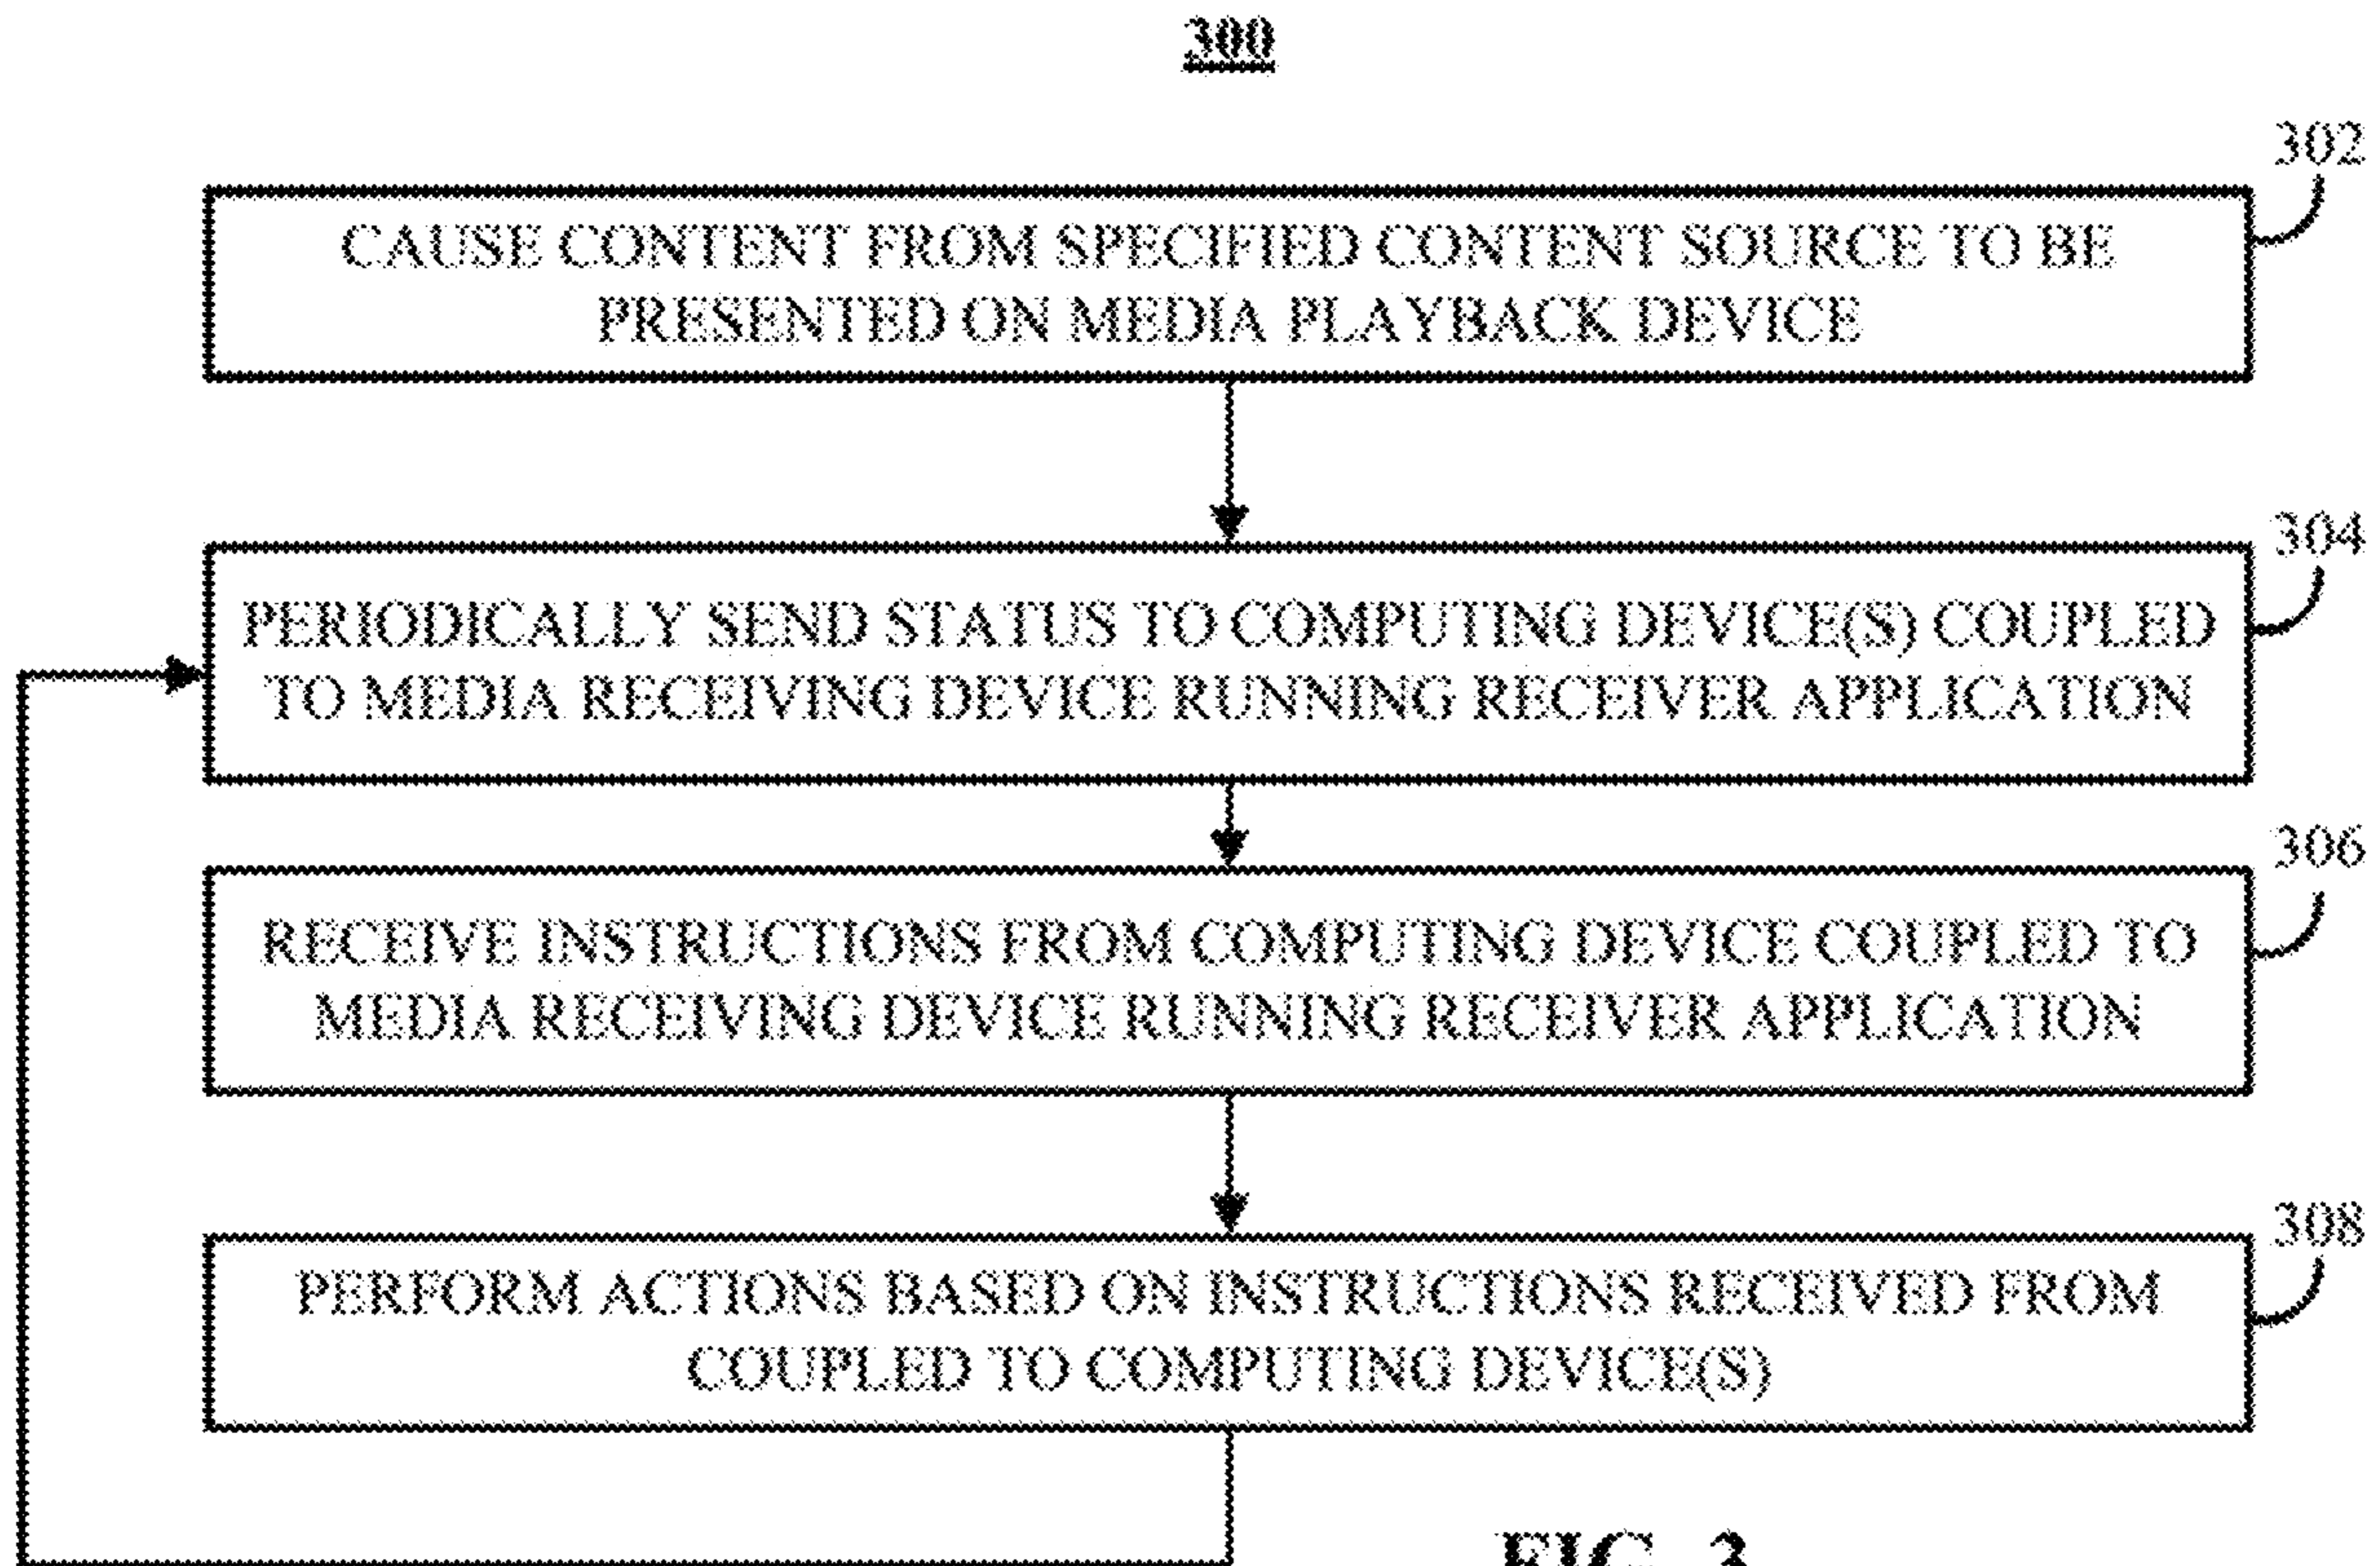 300
302
CAUSE CONTENT FROM SPECIFIED CONTENT SOURCE TO BE
PRESENTED ON MEDIA PLAYBACK DEVICE
304
PERIODICALLY SEND STATUS TO COMPUTING DEVICE(S) COUPLED
TO MEDIA RECEIVING DEVICE RUNNING RECEIVER APPLICATION
306
RECEIVE INSTRUCTIONS FROM COMPUTING DEVICE COUPLED TO
MEDIA RECEIVING DEVICE RUNNING RECEIVER APPLICATION
308
PERFORM ACTIONS BASED ON INSTRUCTIONS RECEIVED FROM
COUPLED TO COMPUTING DEVICE(S)
FIG. 3